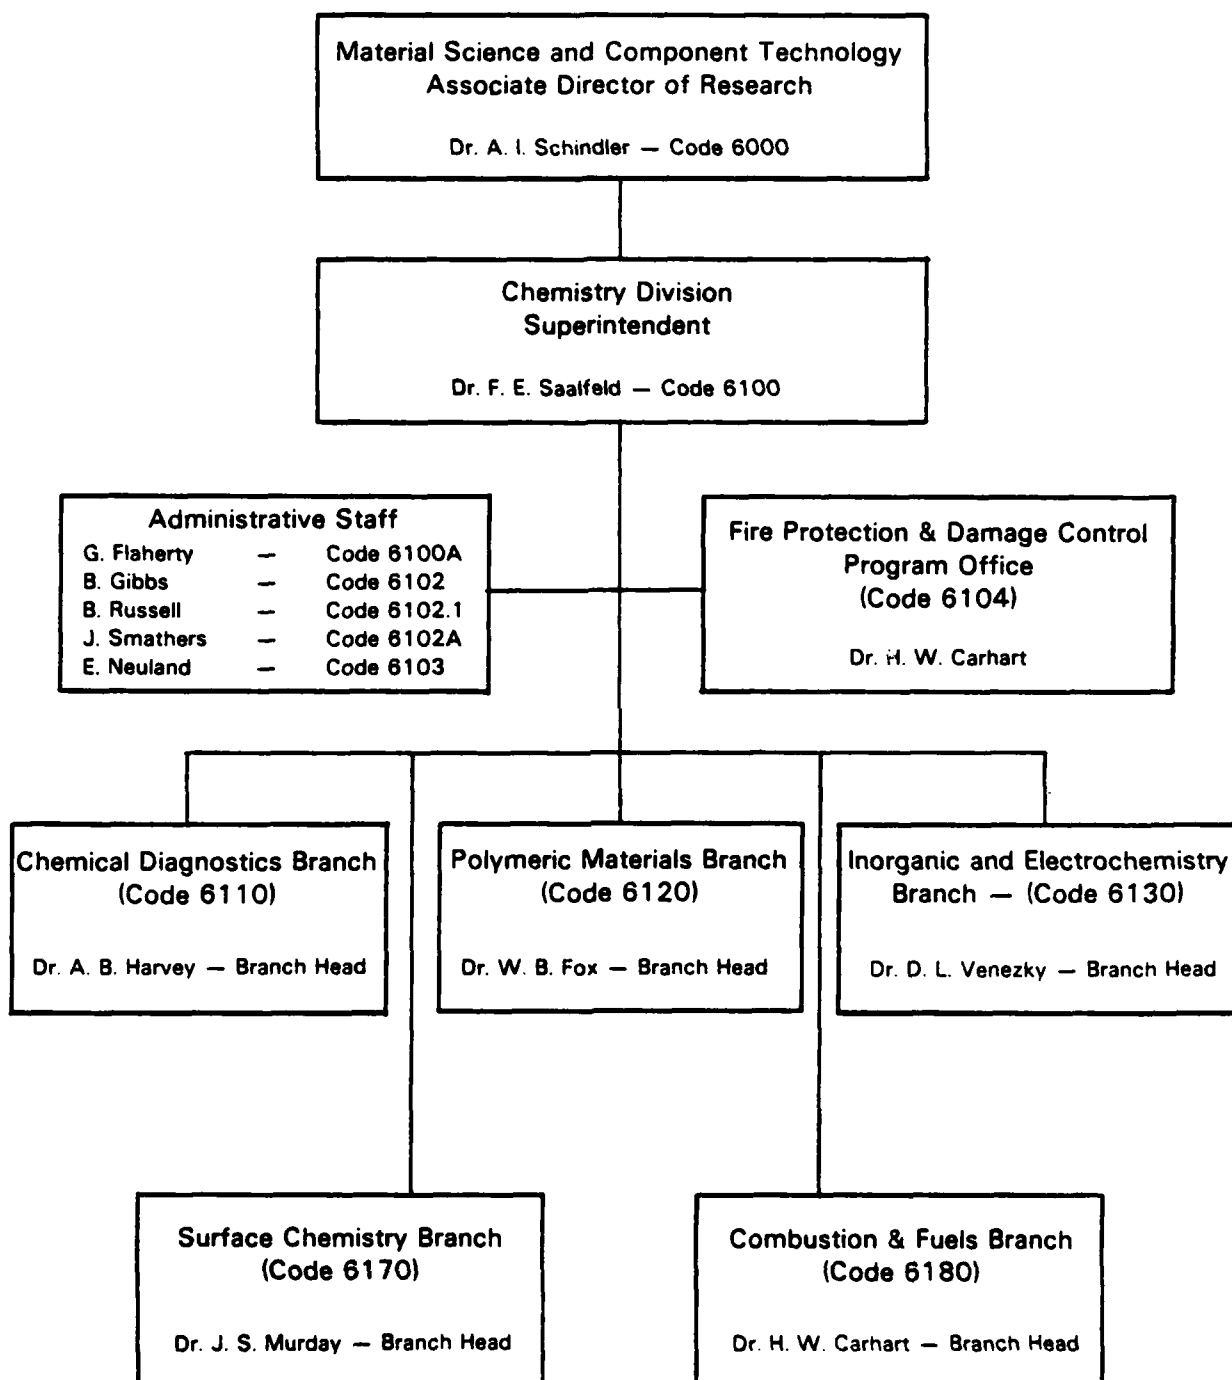 Material Science and Component Technology
Associate Director of Research
Dr. A. I. Schindler — Code 6000
Chemistry Division
Superintendent
Dr. F. E. Saalfeld — Code 6100
Administrative Staff
G. Flaherty — Code 6100A
B. Gibbs — Code 6102
B. Russell — Code 6102.1
J. Smathers — Code 6102A
E. Neuland — Code 6103
Fire Protection & Damage Control
Program Office
(Code 6104)
Dr. H. W. Carhart
Chemical Diagnostics Branch
(Code 6110)
Dr. A. B. Harvey — Branch Head
Polymeric Materials Branch
(Code 6120)
Dr. W. B. Fox — Branch Head
Inorganic and Electrochemistry
Branch — (Code 6130)
Dr. D. L. Venezky — Branch Head
Surface Chemistry Branch
(Code 6170)
Dr. J. S. Murday — Branch Head
Combustion & Fuels Branch
(Code 6180)
Dr. H. W. Carhart — Branch Head